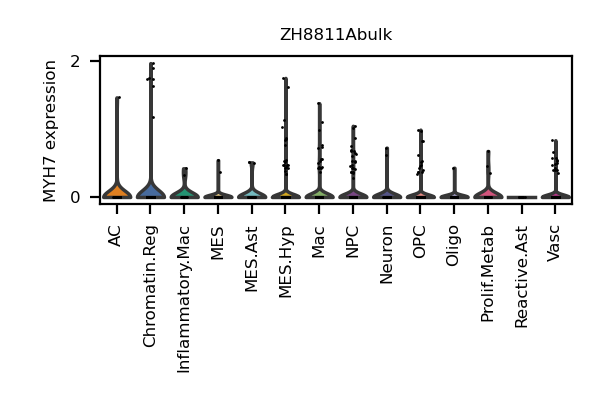 ZH8811Abulk
MYH7 expression
2
0
AC
Chromatin.Reg
Inflammatory.Mac
MES
MES.Ast
MES.Hyp
Mac
NPC
Neuron
OPC
Oligo
Prolif.Metab
Reactive.Ast
Vasc